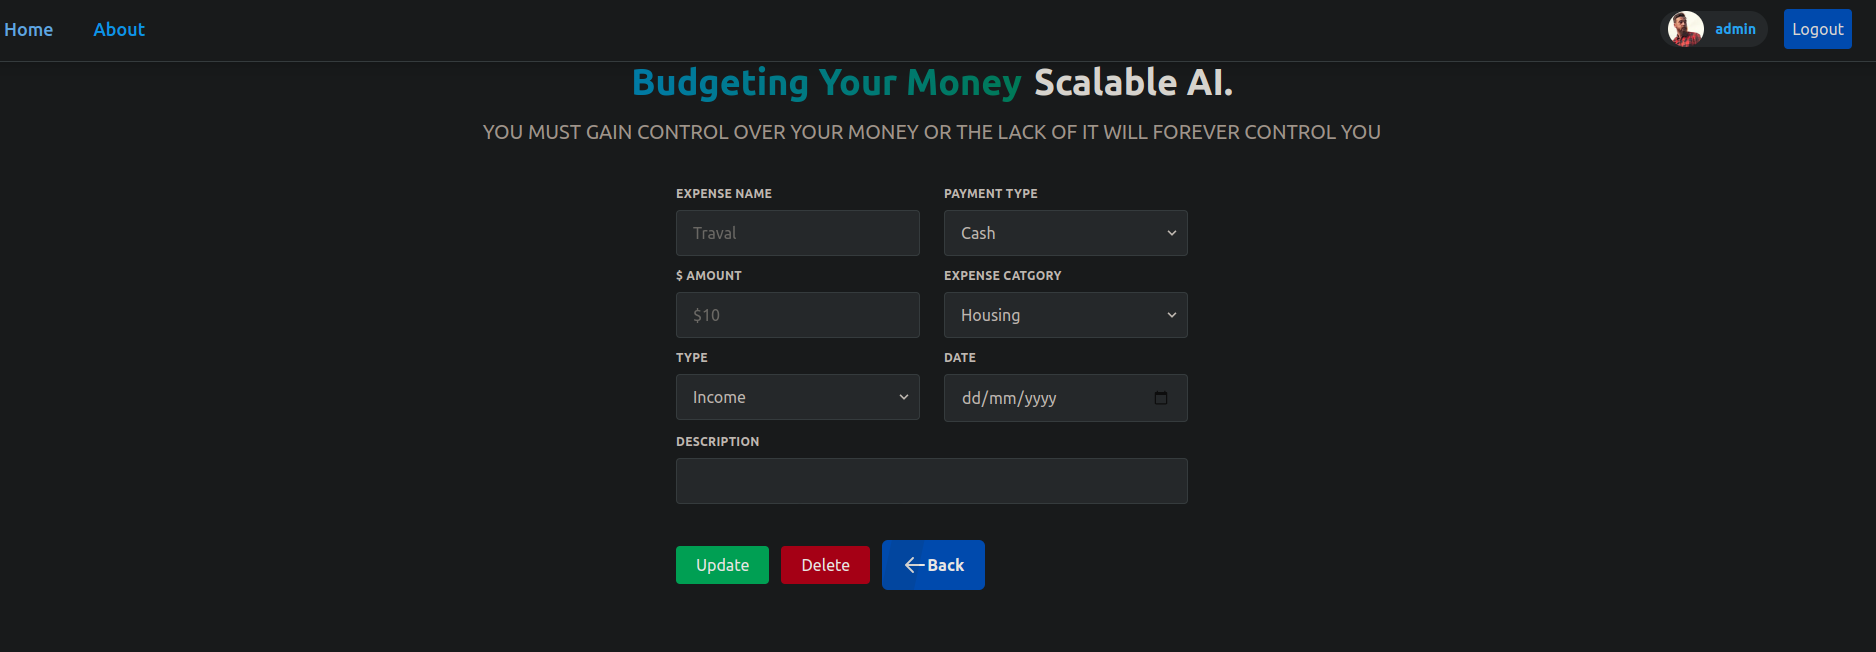 Home About admin Logout
Budgeting Your Money Scalable AI.
YOU MUST GAIN CONTROL OVER YOUR MONEY OR THE LACK OF IT WILL FOREVER CONTROL YOU
EXPENSE NAME PAYMENT TYPE
Traval Cash
$ AMOUNT EXPENSE CATGORY
$10 Housing
TYPE DATE
Income dd/mm/yyyy
DESCRIPTION
Update Delete Back